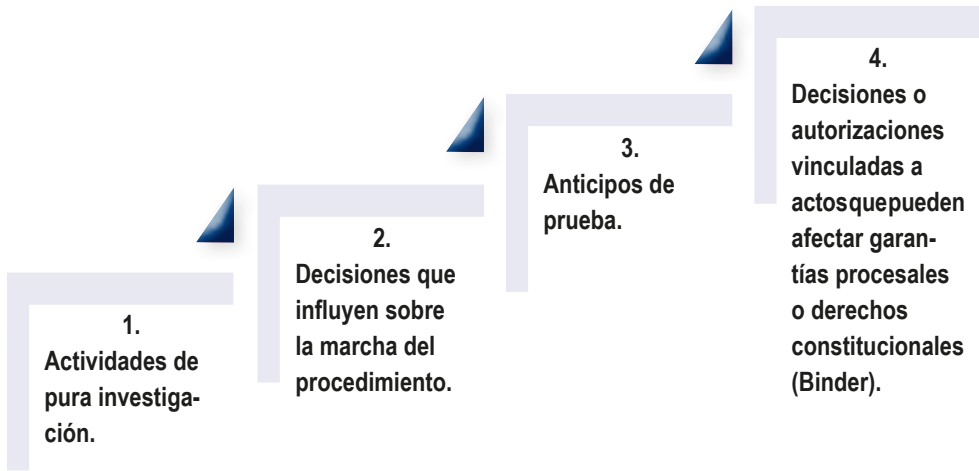 1.
Actividades de
pura investiga-
ción.
2.
Decisiones que
influyen sobre
la marcha del
procedimiento.
3.
Anticipos de
prueba.
4.
Decisiones o
autorizaciones
vinculadas a
actosquepueden
afectar garan-
tías procesales
o derechos
constitucionales
(Binder).